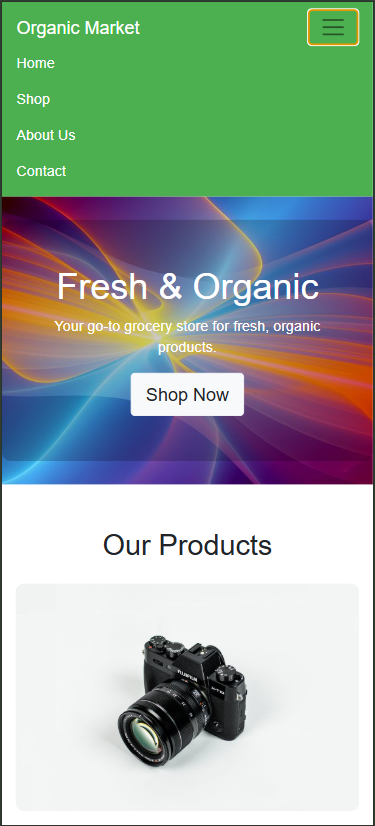 Organic Market
Home
Shop
About Us
Contact
Fresh & Organic
Your go-to grocery store for fresh, organic
products.
Shop Now
Our Products
FUJIFILM
X-T10